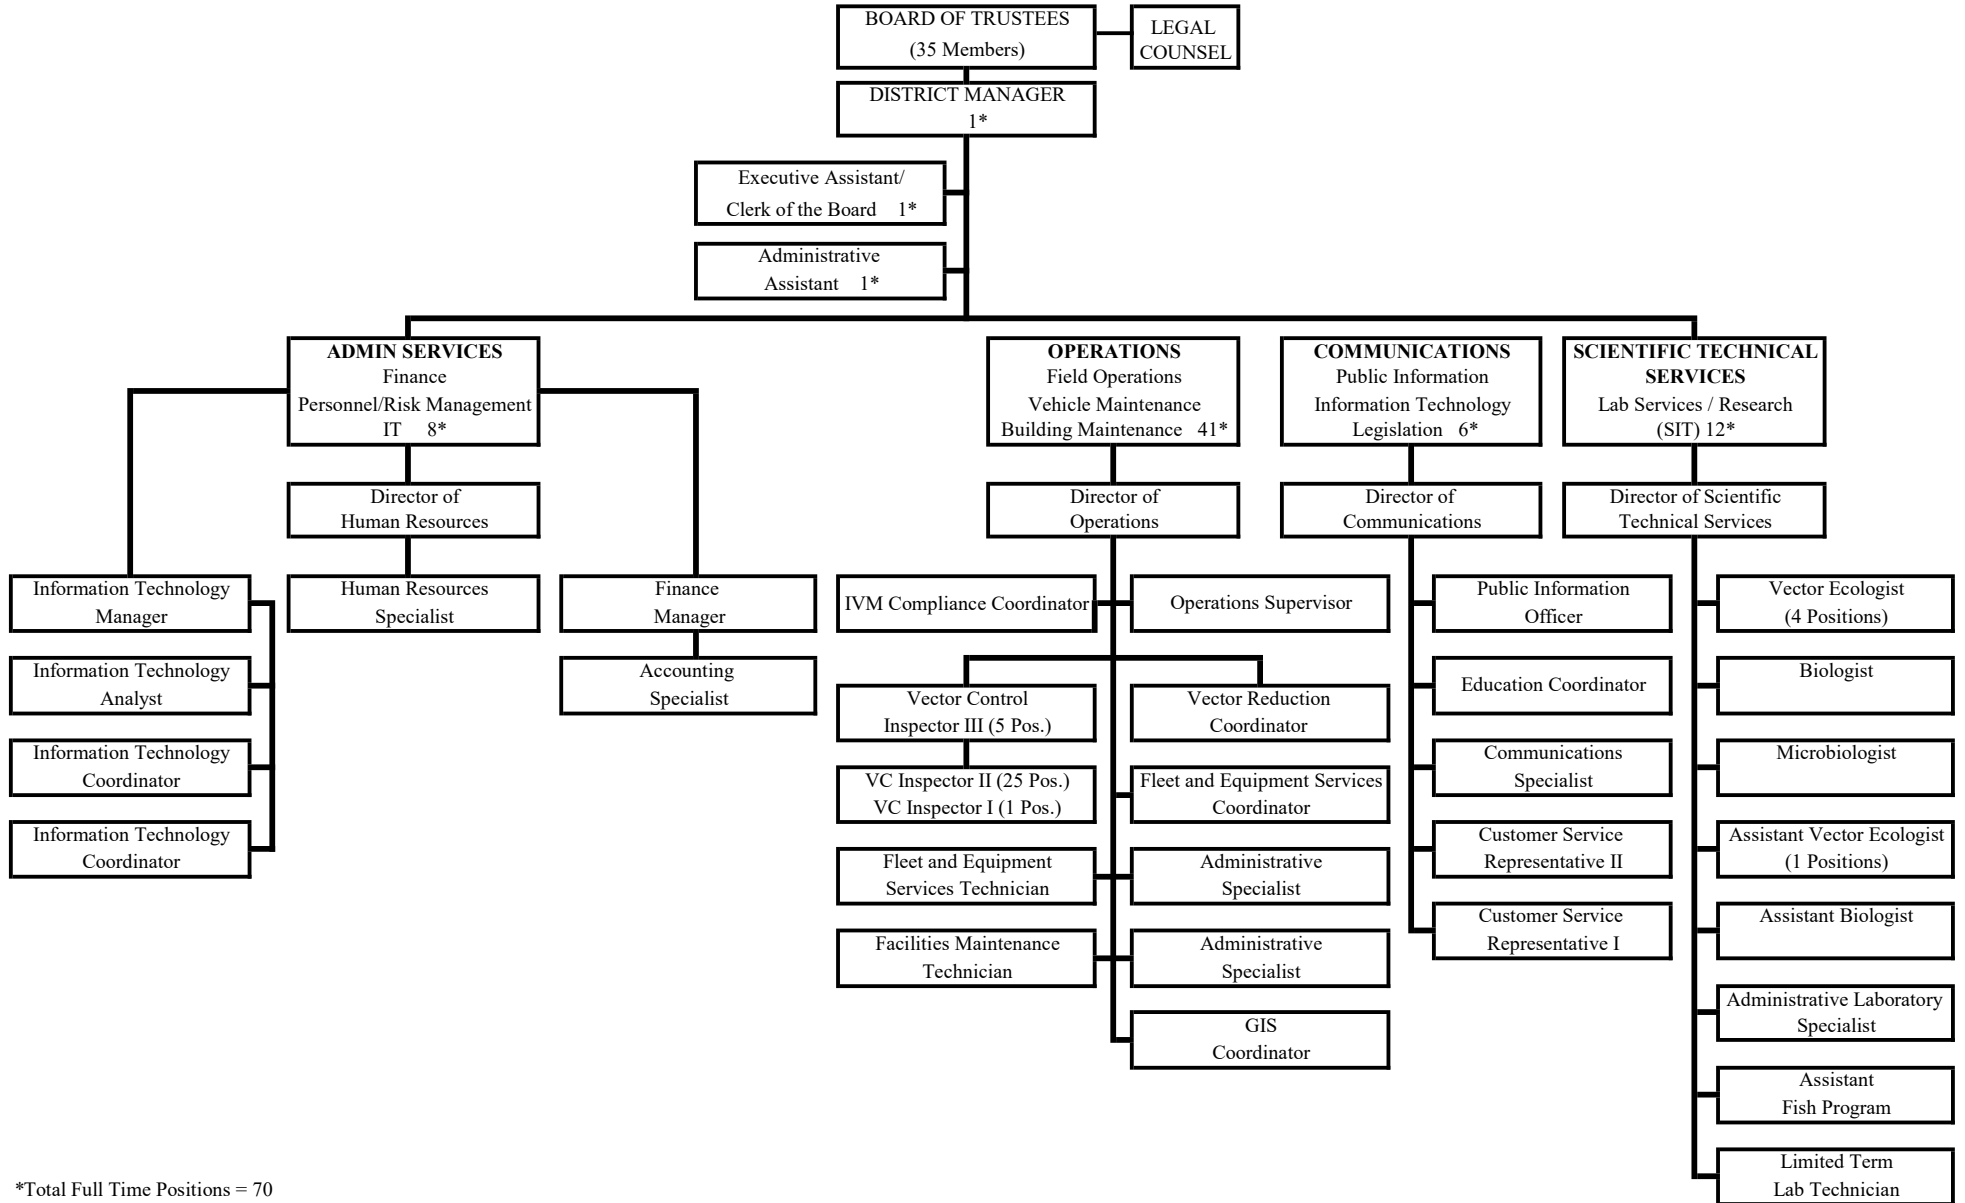 BOARD OF TRUSTEES
(35 Members)
LEGAL
COUNSEL
DISTRICT MANAGER
1*
Executive Assistant/
Clerk of the Board 1*
Administrative
Assistant 1*
ADMIN SERVICES
Finance
Personnel/Risk Management
IT 8*
OPERATIONS
Field Operations
Vehicle Maintenance
Building Maintenance 41*
COMMUNICATIONS
Public Information
Information Technology
Legislation 6*
SCIENTIFIC TECHNICAL
SERVICES
Lab Services / Research
(SIT) 12*
Director of
Human Resources
Director of
Operations
Director of
Communications
Director of Scientific
Technical Services
Information Technology
Manager
Information Technology
Analyst
Information Technology
Coordinator
Information Technology
Coordinator
Human Resources
Specialist
Finance
Manager
Accounting
Specialist
IVM Compliance Coordinator
Operations Supervisor
Vector Control
Inspector III (5 Pos.)
Vector Reduction
Coordinator
VC Inspector II (25 Pos.)
VC Inspector I (1 Pos.)
Fleet and Equipment Services
Coordinator
Fleet and Equipment
Services Technician
Administrative
Specialist
Facilities Maintenance
Technician
Administrative
Specialist
GIS
Coordinator
Public Information
Officer
Education Coordinator
Communications
Specialist
Customer Service
Representative II
Customer Service
Representative I
Vector Ecologist
(4 Positions)
Biologist
Microbiologist
Assistant Vector Ecologist
(1 Positions)
Assistant Biologist
Administrative Laboratory
Specialist
Assistant
Fish Program
Limited Term
Lab Technician
*Total Full Time Positions = 70